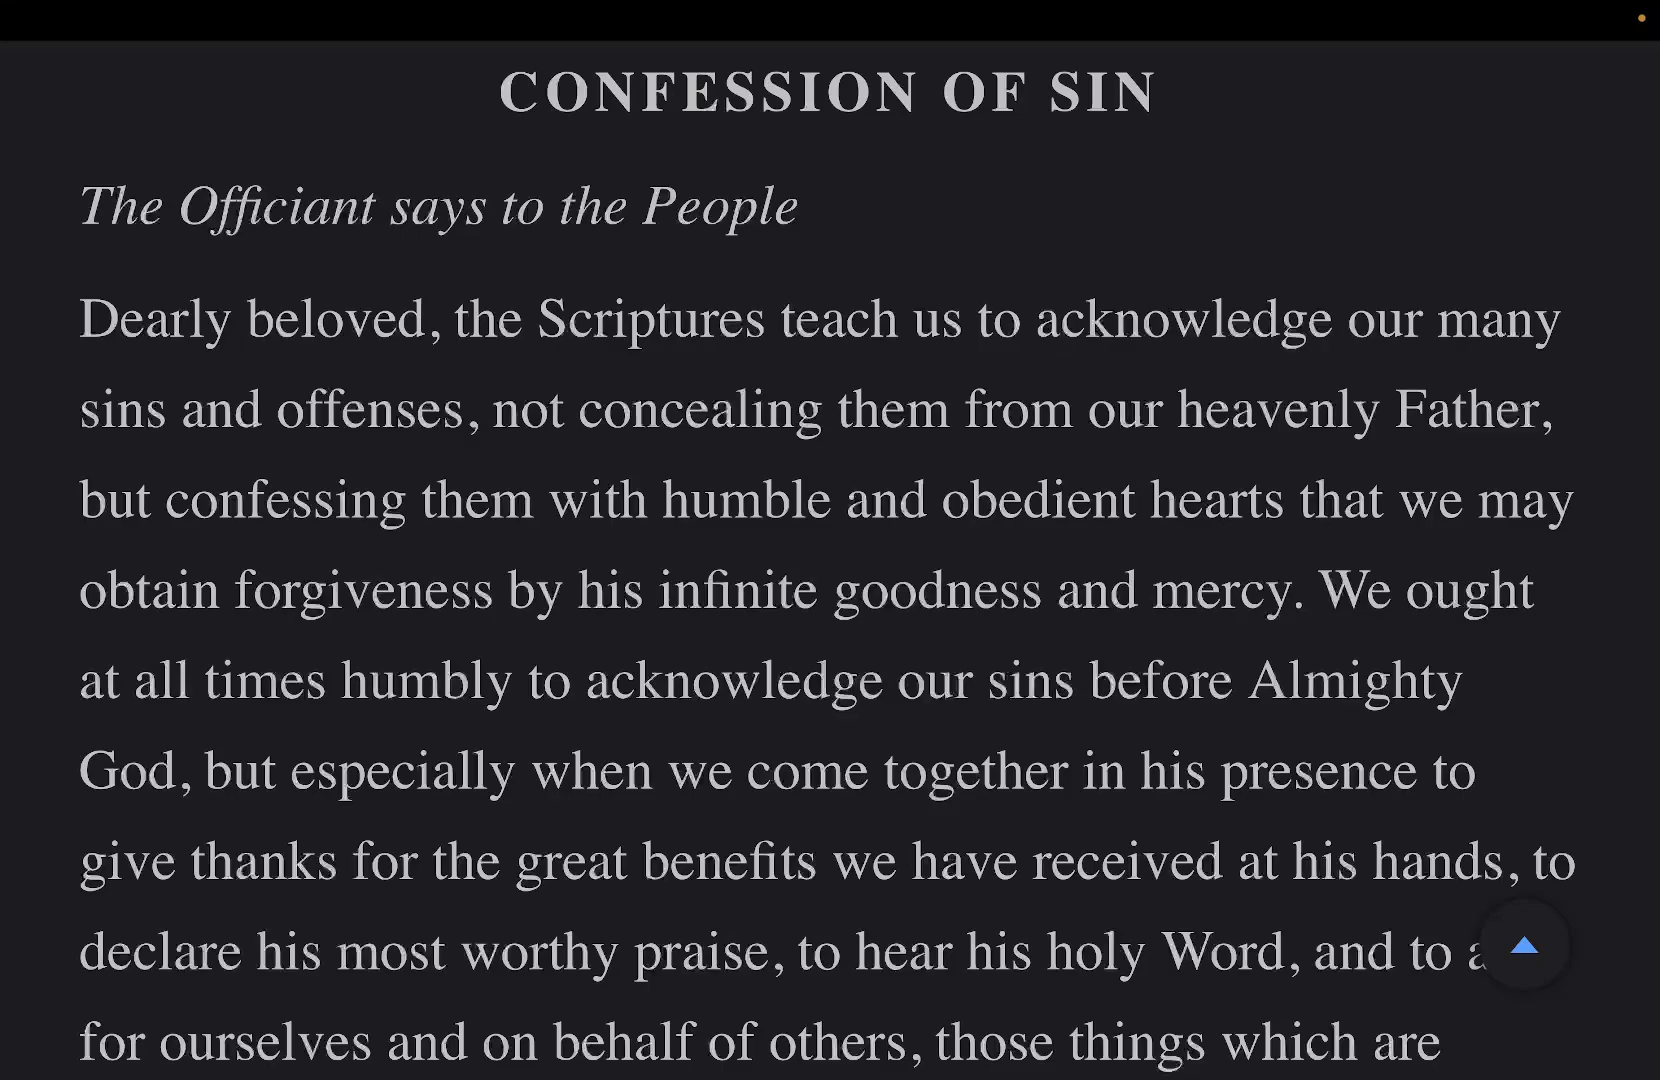 CONFESSION OF SIN
The Officiant says to the People
Dearly beloved, the Scriptures teach us to acknowledge our many
sins and offenses, not concealing them from our heavenly Father,
but confessing them with humble and obedient hearts that we may
obtain forgiveness by his infinite goodness and mercy. We ought
at all times humbly to acknowledge our sins before Almighty
God, but especially when we come together in his presence to
give thanks for the great benefits we have received at his hands, to
declare his most worthy praise, to hear his holy Word, and to
for ourselves and on behalf of others, those things which are